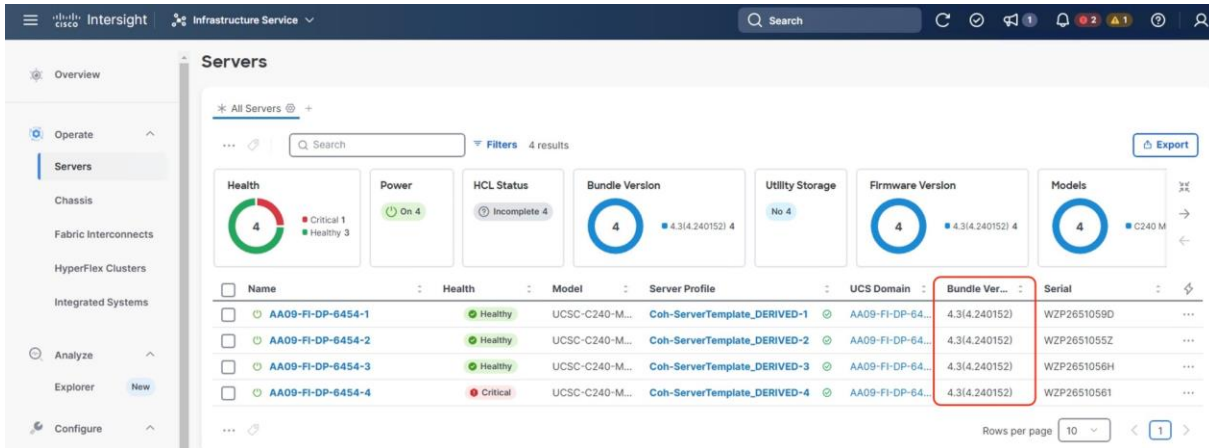 cisco Intersight
Infrastructure Service
Search
1
2
1
Overview
Operate
Servers
Chassis
Fabric Interconnects
HyperFlex Clusters
Integrated Systems
Analyze
Explorer New
Configure
Servers
All Servers
Search
Filters 4 results
Export
Health
4
Critical 1
Healthy 3
Power
On 4
HCL Status
Incomplete 4
Bundle Version
4
4.3(4.240152) 4
Utility Storage
No 4
Firmware Version
4
4.3(4.240152) 4
Models
4
C240 M
Name Health Model Server Profile UCS Domain Bundle Ver... Serial
AA09-FI-DP-6454-1 Healthy UCSC-C240-M... Coh-ServerTemplate_DERIVED-1 AA09-FI-DP-64... 4.3(4.240152) WZP2651059D
AA09-FI-DP-6454-2 Healthy UCSC-C240-M... Coh-ServerTemplate_DERIVED-2 AA09-FI-DP-64... 4.3(4.240152) WZP2651055Z
AA09-FI-DP-6454-3 Healthy UCSC-C240-M... Coh-ServerTemplate_DERIVED-3 AA09-FI-DP-64... 4.3(4.240152) WZP2651056H
AA09-FI-DP-6454-4 Critical UCSC-C240-M... Coh-ServerTemplate_DERIVED-4 AA09-FI-DP-64... 4.3(4.240152) WZP26510561
Rows per page 10 1